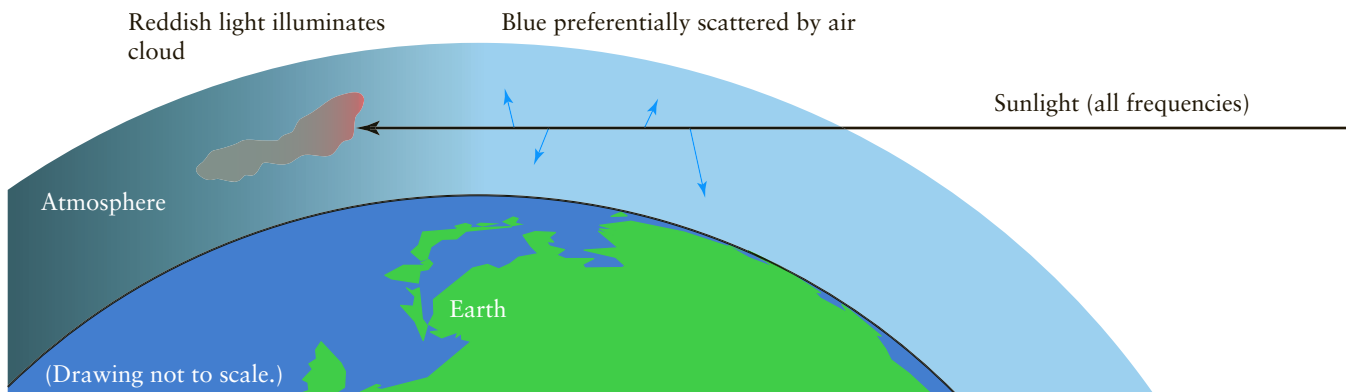 Reddish light illuminates
cloud
Blue preferentially scattered by air
Sunlight (all frequencies)
Atmosphere
Earth
(Drawing not to scale.)